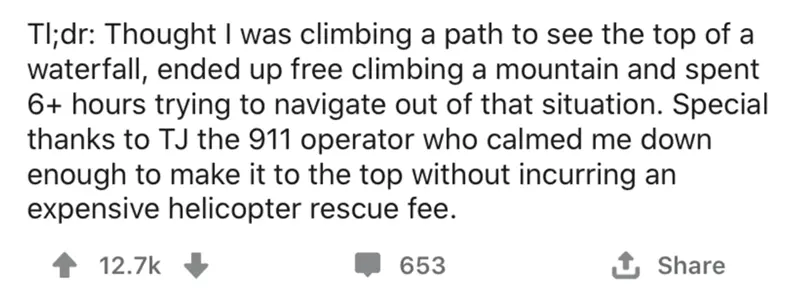 Tl;dr: Thought I was climbing a path to see the top of a
waterfall, ended up free climbing a mountain and spent
6+ hours trying to navigate out of that situation. Special
thanks to TJ the 911 operator who calmed me down
enough to make it to the top without incurring an
expensive helicopter rescue fee.
12.7k 653 Share